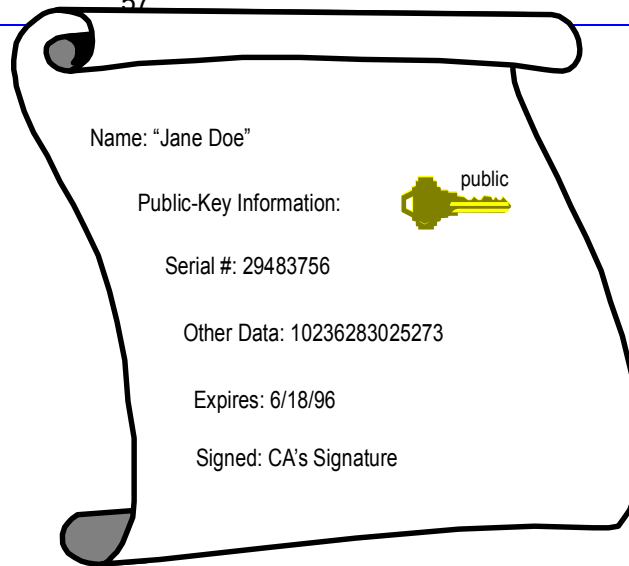 57
Name: “Jane Doe”
public
Public-Key Information:
Serial #: 29483756
Other Data: 10236283025273
Expires: 6/18/96
Signed: CA’s Signature